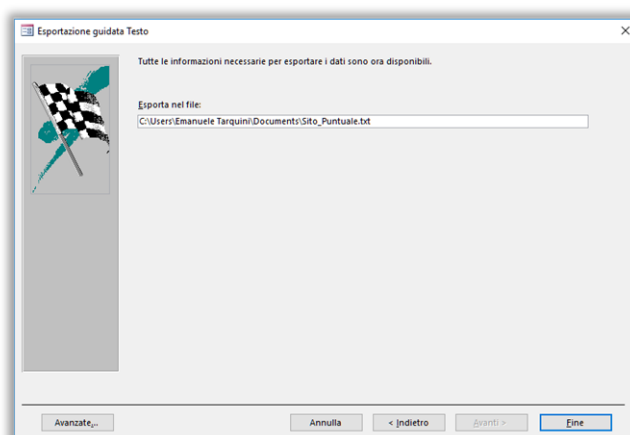 Esportazione guidata Testo
Tutte le informazioni necessarie per esportare i dati sono ora disponibili.
Esporta nel file:
C:\Users\Emanuele Tarquini\Documents\Sito_Puntuale.txt
Avanzate... Annulla < Indietro Avanti > Fine